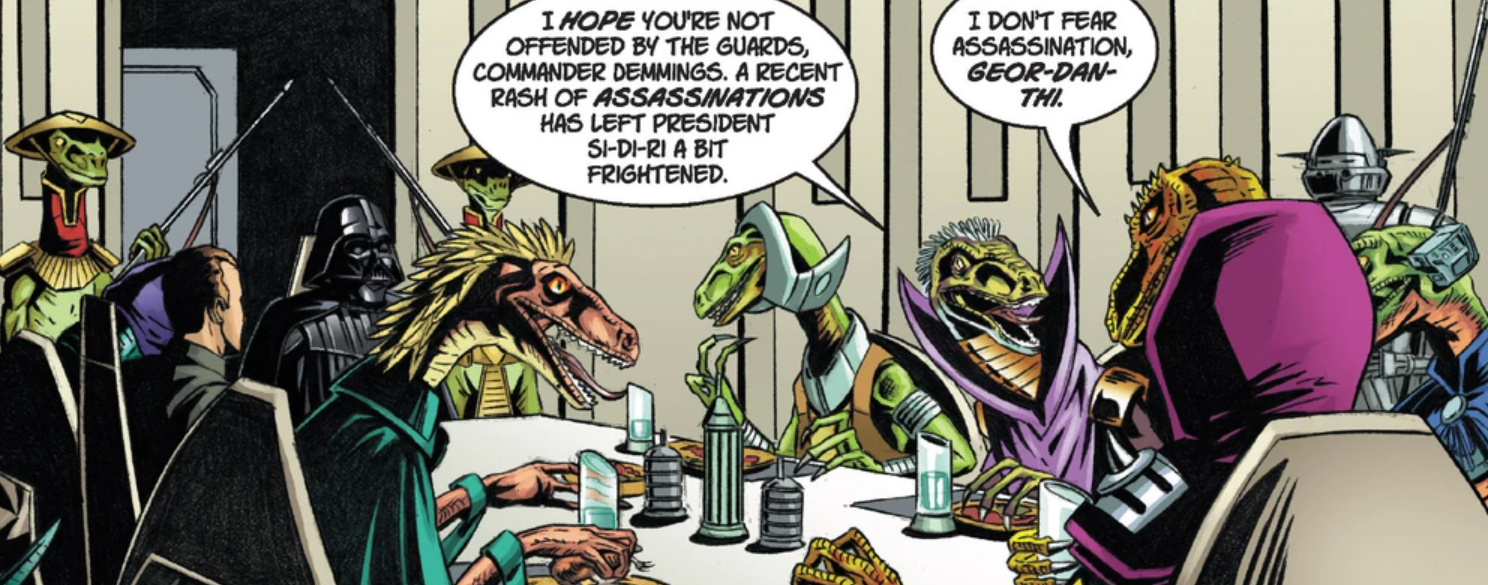 I HOPE YOU'RE NOT
OFFENDED BY THE GUARDS,
COMMANDER DEMMINGS. A RECENT
RASH OF ASSASSINATIONS
HAS LEFT PRESIDENT
SI-DI-RI A BIT
FRIGHTENED.
I DON'T FEAR
ASSASSINATION,
GEOR-DAN-
THI.